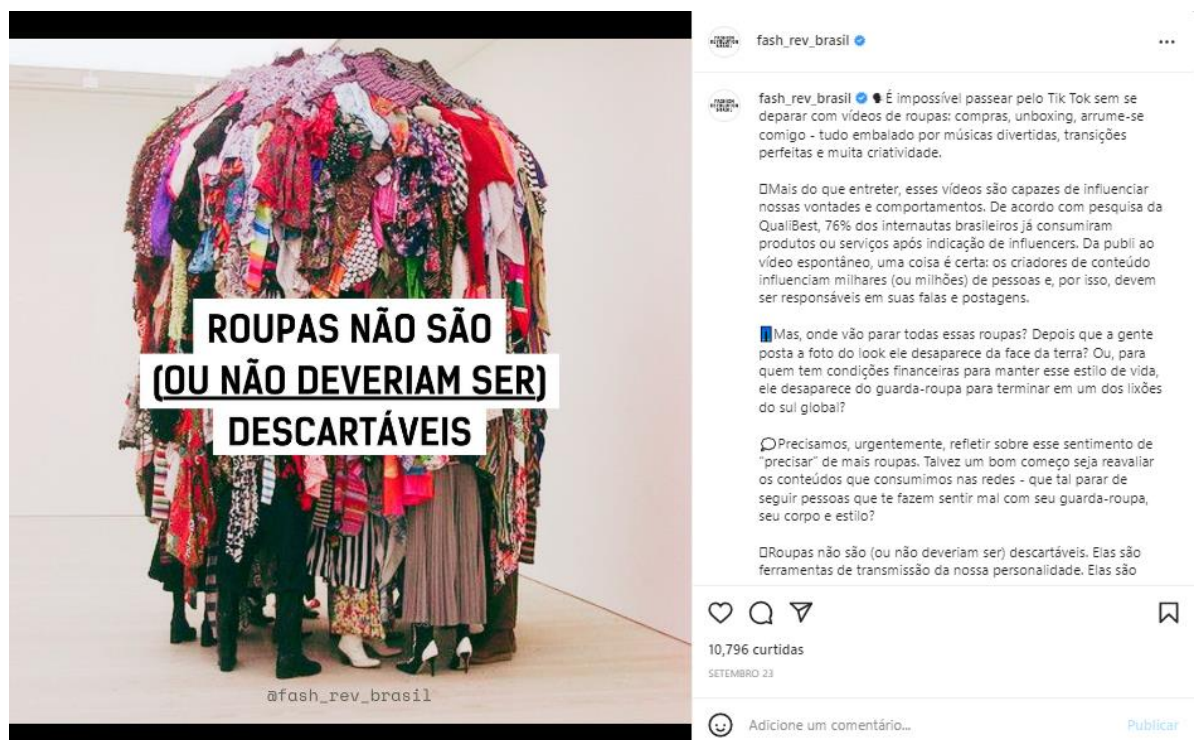 ROUPAS NÃO SÃO
(OU NÃO DEVERIAM SER)
DESCARTÁVEIS
@fash_rev_brasil
FASHION
REVOLUTION
BRASIL
fash_rev_brasil
...
FASHION
REVOLUTION
BRASIL
fash_rev_brasil 🗣É impossível passear pelo Tik Tok sem se
deparar com vídeos de roupas: compras, unboxing, arrume-se
comigo - tudo embalado por músicas divertidas, transições
perfeitas e muita criatividade.
Mais do que entreter, esses vídeos são capazes de influenciar
nossas vontades e comportamentos. De acordo com pesquisa da
QualiBest, 76% dos internautas brasileiros já consumiram
produtos ou serviços após indicação de influencers. Da publi ao
vídeo espontâneo, uma coisa é certa: os criadores de conteúdo
influenciam milhares (ou milhões) de pessoas e, por isso, devem
ser responsáveis em suas falas e postagens.
👖Mas, onde vão parar todas essas roupas? Depois que a gente
posta a foto do look ele desaparece da face da terra? Ou, para
quem tem condições financeiras para manter esse estilo de vida,
ele desaparece do guarda-roupa para terminar em um dos lixões
do sul global?
💭Precisamos, urgentemente, refletir sobre esse sentimento de
“precisar” de mais roupas. Talvez um bom começo seja reavaliar
os conteúdos que consumimos nas redes - que tal parar de
seguir pessoas que te fazem sentir mal com seu guarda-roupa,
seu corpo e estilo?
Roupas não são (ou não deveriam ser) descartáveis. Elas são
ferramentas de transmissão da nossa personalidade. Elas são
10,796 curtidas
SETEMBRO 23
Adicione um comentário...
Publicar